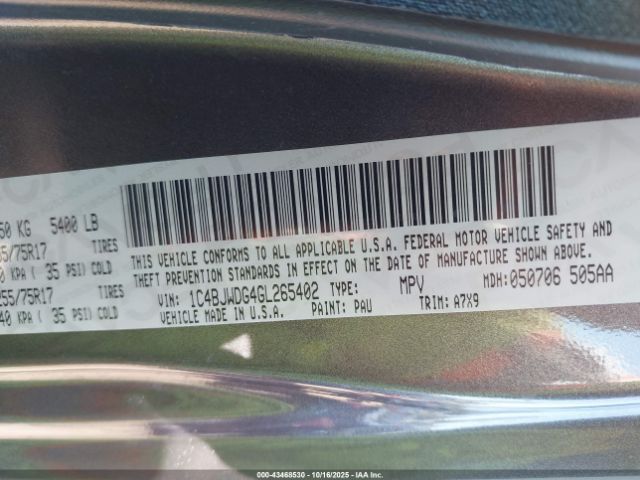 50 KG 5400 LB
55/75R17 TIRES
0 KPA ( 35 PSI) COLD
255/75R17 TIRES
40 KPA ( 35 PSI) COLD
THIS VEHICLE CONFORMS TO ALL APPLICABLE U.S.A. FEDERAL MOTOR VEHICLE SAFETY AND
THEFT PREVENTION STANDARDS IN EFFECT ON THE DATE OF MANUFACTURE SHOWN ABOVE.
VIN: 1C4BJWDG4GL265402 TYPE: MPV MDH:050706 505AA
VEHICLE MADE IN U.S.A. PAINT: PAU TRIM: A7X9
000-43468530 - 10/16/2025 - IAA, Inc.